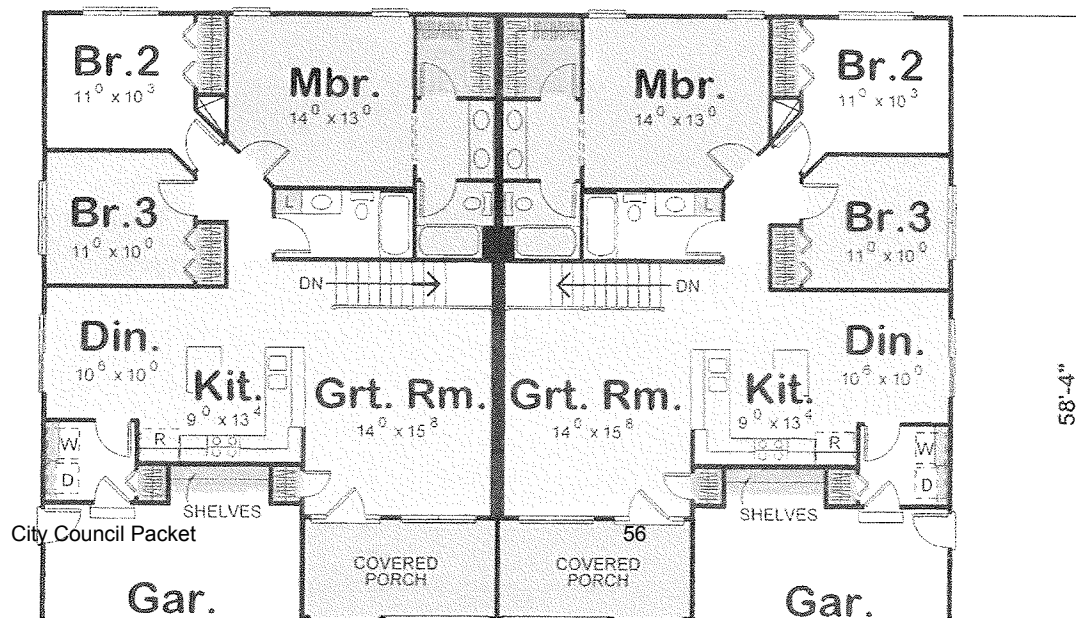 Br.2
11⁰ x 10³
Mbr.
14⁰ x 13⁰
Mbr.
14⁰ x 13⁰
Br.2
11⁰ x 10³
Br.3
11⁰ x 10⁰
L
L
Br.3
11⁰ x 10⁰
DN
DN
Din.
10⁶ x 10⁰
Kit.
9⁰ x 13⁴
Grt. Rm.
14⁰ x 15⁸
Grt. Rm.
14⁰ x 15⁸
Kit.
9⁰ x 13⁴
Din.
10⁶ x 10⁰
58'-4"
W
D
R
R
W
D
SHELVES
SHELVES
City Council Packet
56
COVERED
PORCH
COVERED
PORCH
Gar.
Gar.